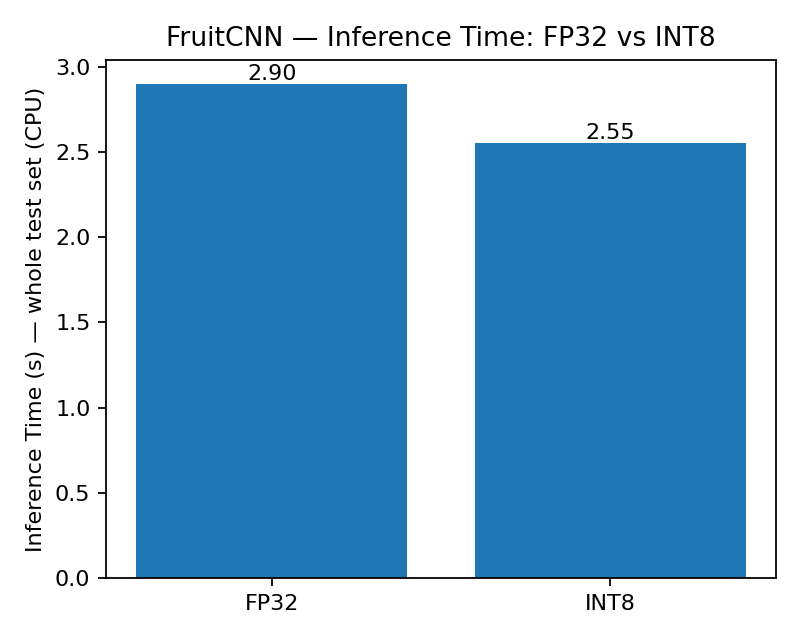 FruitCNN — Inference Time: FP32 vs INT8
Inference Time (s) — whole test set (CPU)
3.0
2.5
2.0
1.5
1.0
0.5
0.0
2.90
2.55
FP32
INT8